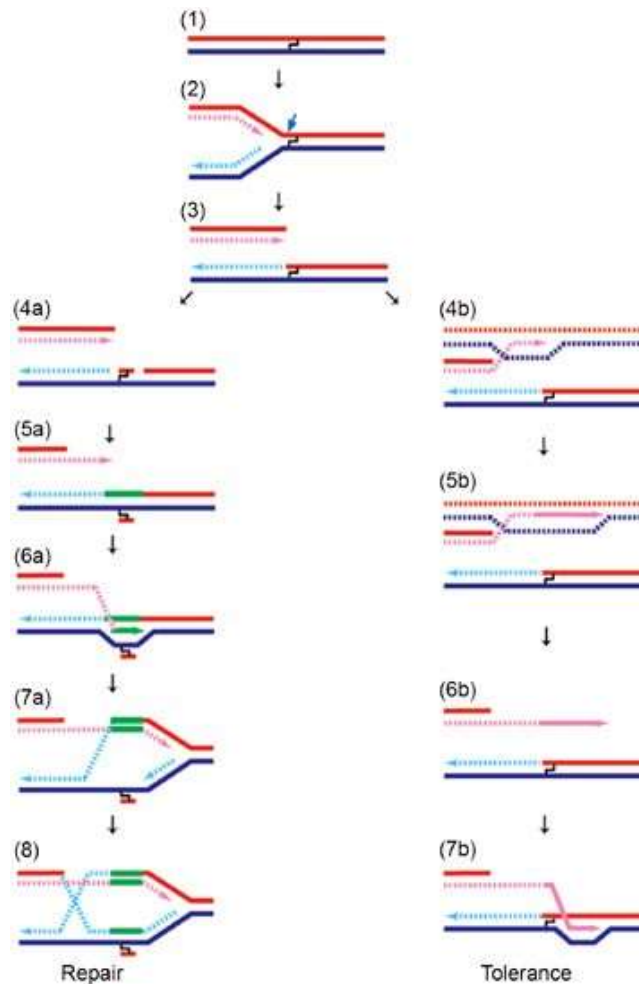 (1)
(2)
(3)
(4a)
(4b)
(5a)
(5b)
(6a)
(6b)
(7a)
(7b)
(8)
Repair
Tolerance